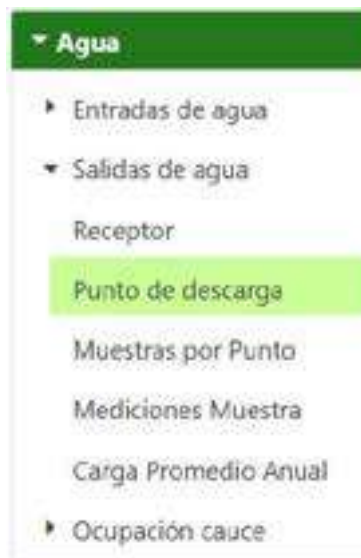 Agua
Entradas de agua
Salidas de agua
Receptor
Punto de descarga
Muestras por Punto
Mediciones Muestra
Carga Promedio Anual
Ocupación cauce